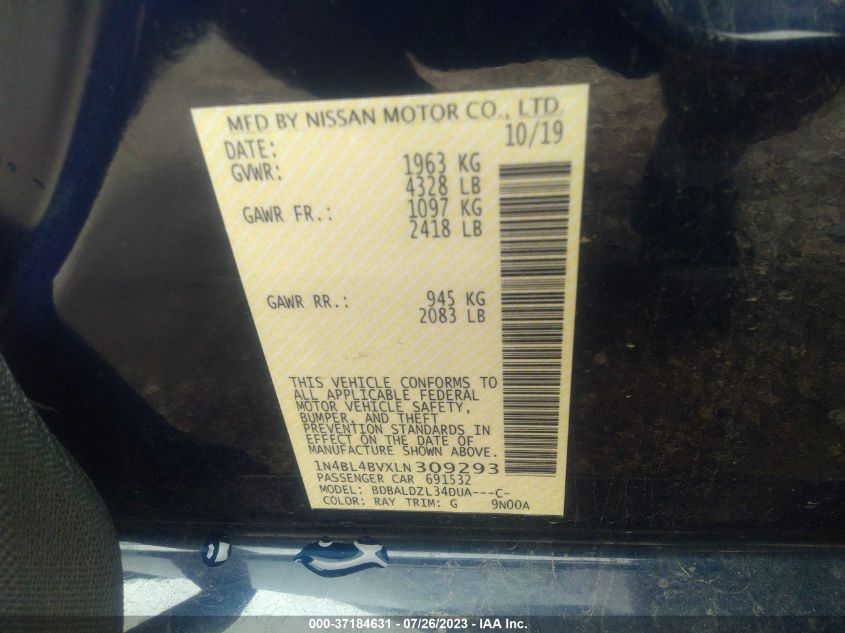 MFD BY NISSAN MOTOR CO., LTD.
DATE: 10/19
GVWR: 1963 KG
4328 LB
GAWR FR.: 1097 KG
2418 LB
GAWR RR.: 945 KG
2083 LB
THIS VEHICLE CONFORMS TO
ALL APPLICABLE FEDERAL
MOTOR VEHICLE SAFETY,
BUMPER, AND THEFT
PREVENTION STANDARDS IN
EFFECT ON THE DATE OF
MANUFACTURE SHOWN ABOVE.
1N4BL4BVXLN309293
PASSENGER CAR 691532
MODEL: BDBALDZL34DUA---C-
COLOR: RAY TRIM: G 9N00A
000-37184631 - 07/26/2023 - IAA Inc.